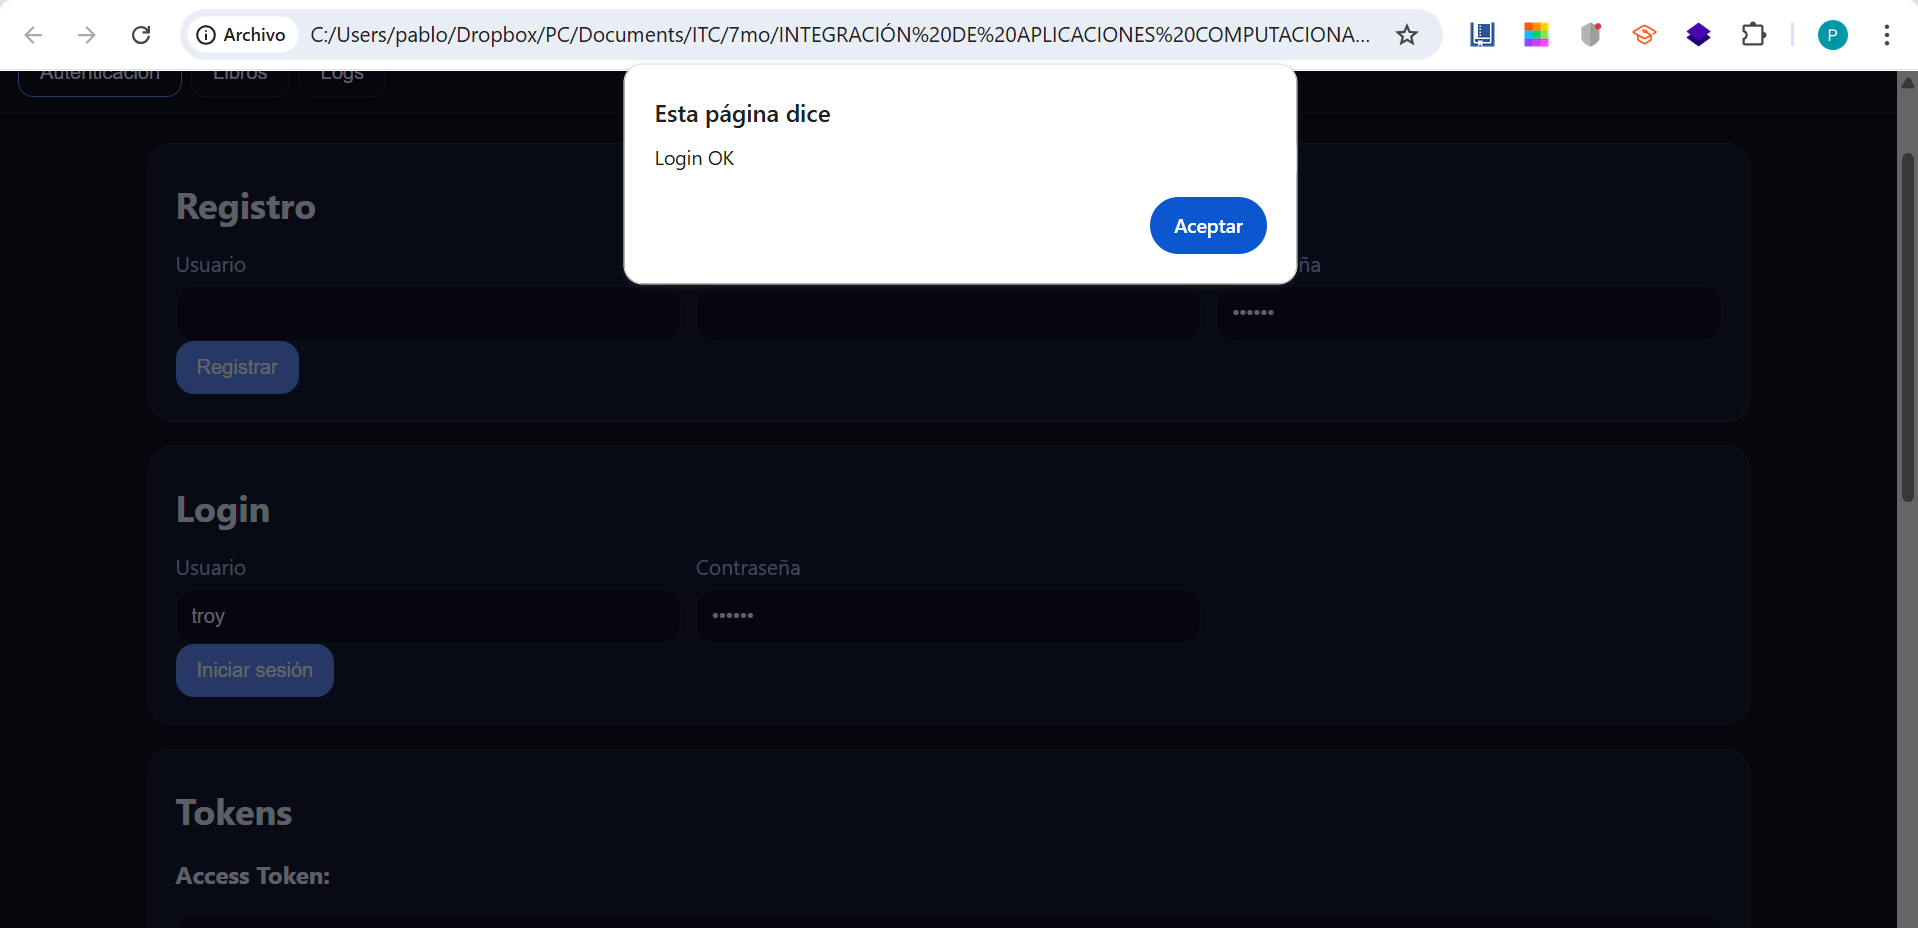 Archivo
C:/Users/pablo/Dropbox/PC/Documents/ITC/7mo/INTEGRACIÓN%20DE%20APLICACIONES%20COMPUTACIONA...
P
Autenticación Libros Logs
Esta página dice
Login OK
Aceptar
Registro
Usuario
ña
••••••
Registrar
Login
Usuario Contraseña
troy ••••••
Iniciar sesión
Tokens
Access Token: